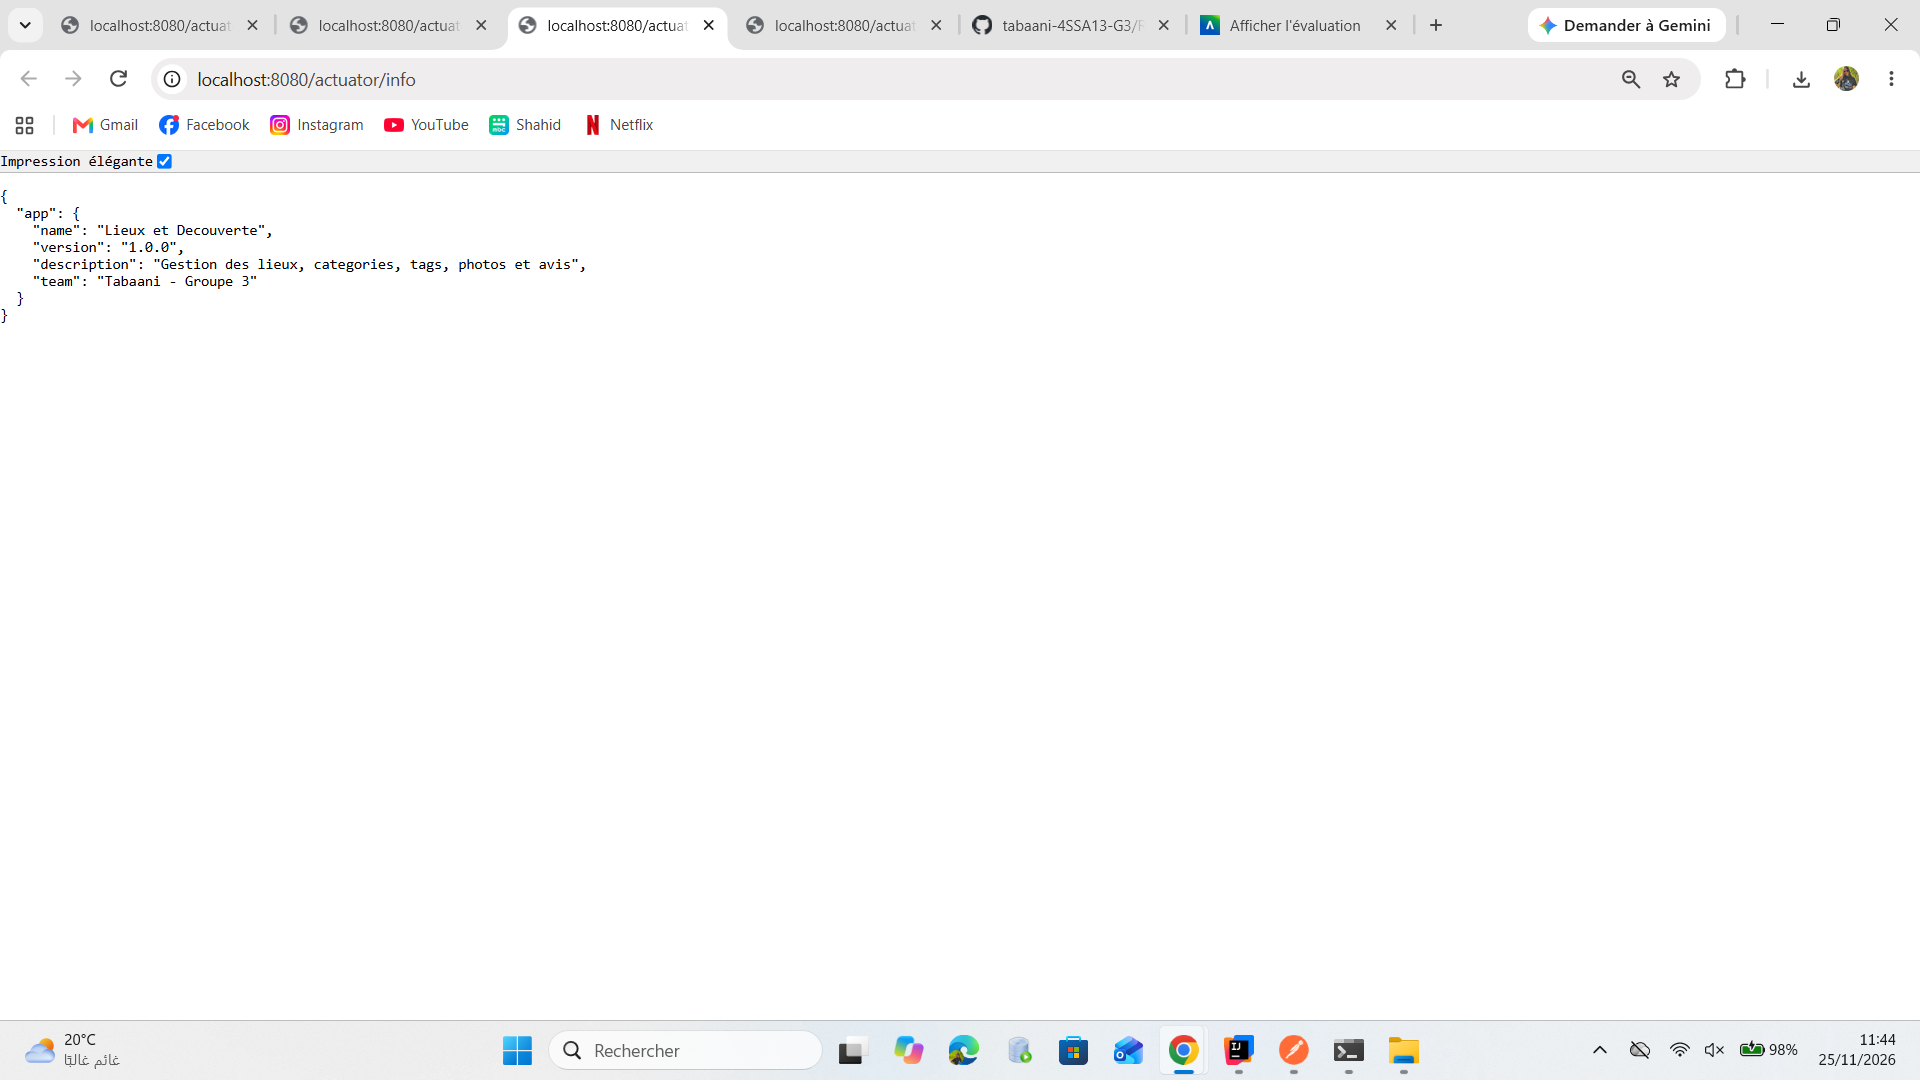 localhost:8080/actuat
localhost:8080/actuat
localhost:8080/actuat
localhost:8080/actuat
tabaani-4SSA13-G3/
Afficher l'évaluation
Demander à Gemini
localhost:8080/actuator/info
Gmail
Facebook
Instagram
YouTube
Shahid
Netflix
Impression élégante
{
  "app": {
    "name": "Lieux et Decouverte",
    "version": "1.0.0",
    "description": "Gestion des lieux, categories, tags, photos et avis",
    "team": "Tabaani - Groupe 3"
  }
}
20°C
غائم غالبًا
Rechercher
98%
11:44
25/11/2026